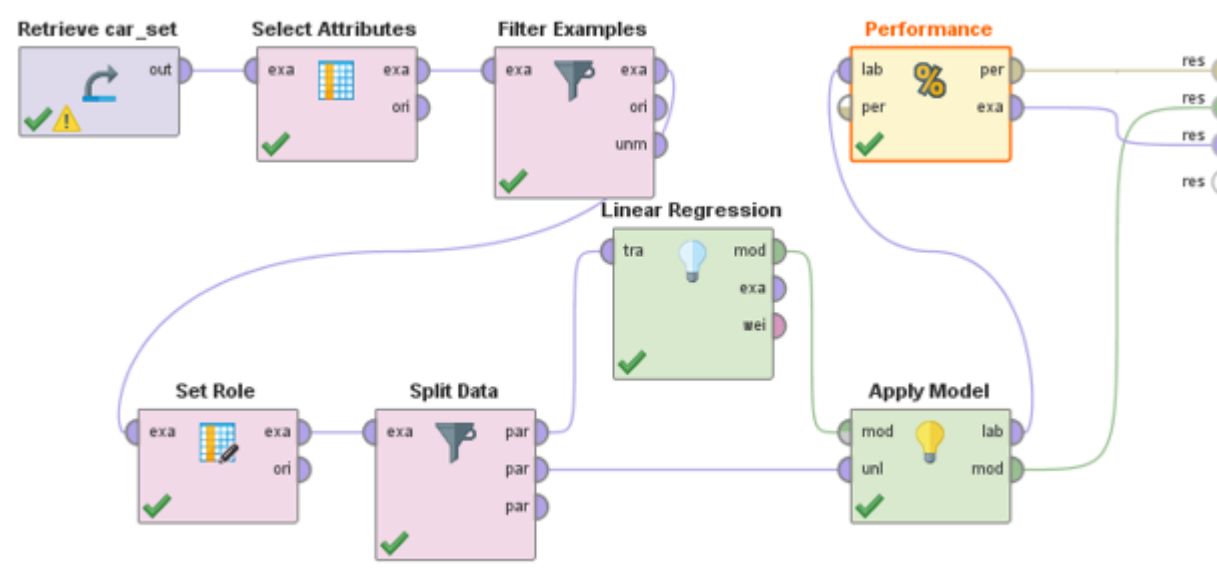 Retrieve car_set
out
Select Attributes
exa exa
ori
Filter Examples
exa exa
ori
unm
Performance
% 
lab per
per exa
res
res
res
res
Linear Regression
tra mod
exa
wei
Set Role
exa exa
ori
Split Data
exa par
par
par
Apply Model
mod lab
unl mod